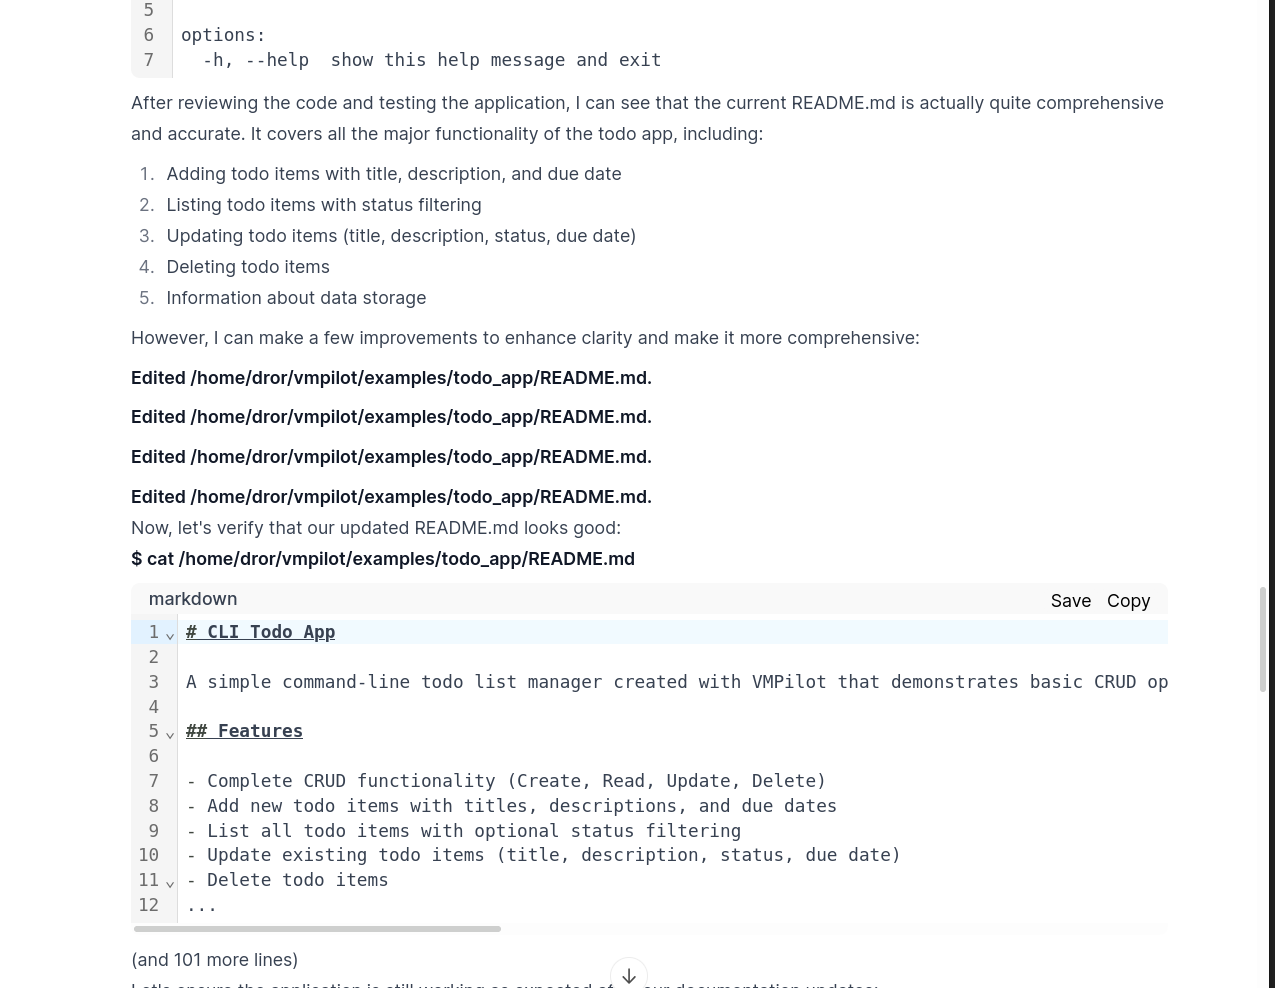 5
6 options:
7   -h, --help  show this help message and exit
After reviewing the code and testing the application, I can see that the current README.md is actually quite comprehensive
and accurate. It covers all the major functionality of the todo app, including:
1. Adding todo items with title, description, and due date
2. Listing todo items with status filtering
3. Updating todo items (title, description, status, due date)
4. Deleting todo items
5. Information about data storage
However, I can make a few improvements to enhance clarity and make it more comprehensive:
Edited /home/dror/vmpilot/examples/todo_app/README.md.
Edited /home/dror/vmpilot/examples/todo_app/README.md.
Edited /home/dror/vmpilot/examples/todo_app/README.md.
Edited /home/dror/vmpilot/examples/todo_app/README.md.
Now, let's verify that our updated README.md looks good:
$ cat /home/dror/vmpilot/examples/todo_app/README.md
markdown Save Copy
1 # CLI Todo App
2
3 A simple command-line todo list manager created with VMPilot that demonstrates basic CRUD op
4
5 ## Features
6
7 - Complete CRUD functionality (Create, Read, Update, Delete)
8 - Add new todo items with titles, descriptions, and due dates
9 - List all todo items with optional status filtering
10 - Update existing todo items (title, description, status, due date)
11 - Delete todo items
12 ...
(and 101 more lines)